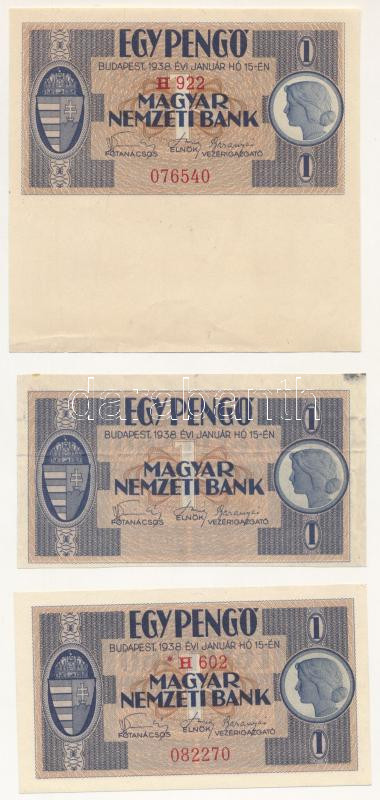 EGY PENGŐ
1
BUDAPEST, 1938. ÉVI JANUÁR HÓ 15-ÉN
H 922
MAGYAR
NEMZETI BANK
FŐTANÁCSOS ELNÖK VEZÉRIGAZGATÓ
076540
1
darabanth
EGY PENGŐ
1
BUDAPEST, 1938. ÉVI JANUÁR HÓ 15-ÉN
MAGYAR
NEMZETI BANK
FŐTANÁCSOS ELNÖK VEZÉRIGAZGATÓ
1
EGY PENGŐ
1
BUDAPEST, 1938. ÉVI JANUÁR HÓ 15-ÉN
* H 602
MAGYAR
NEMZETI BANK
FŐTANÁCSOS ELNÖK VEZÉRIGAZGATÓ
082270
1